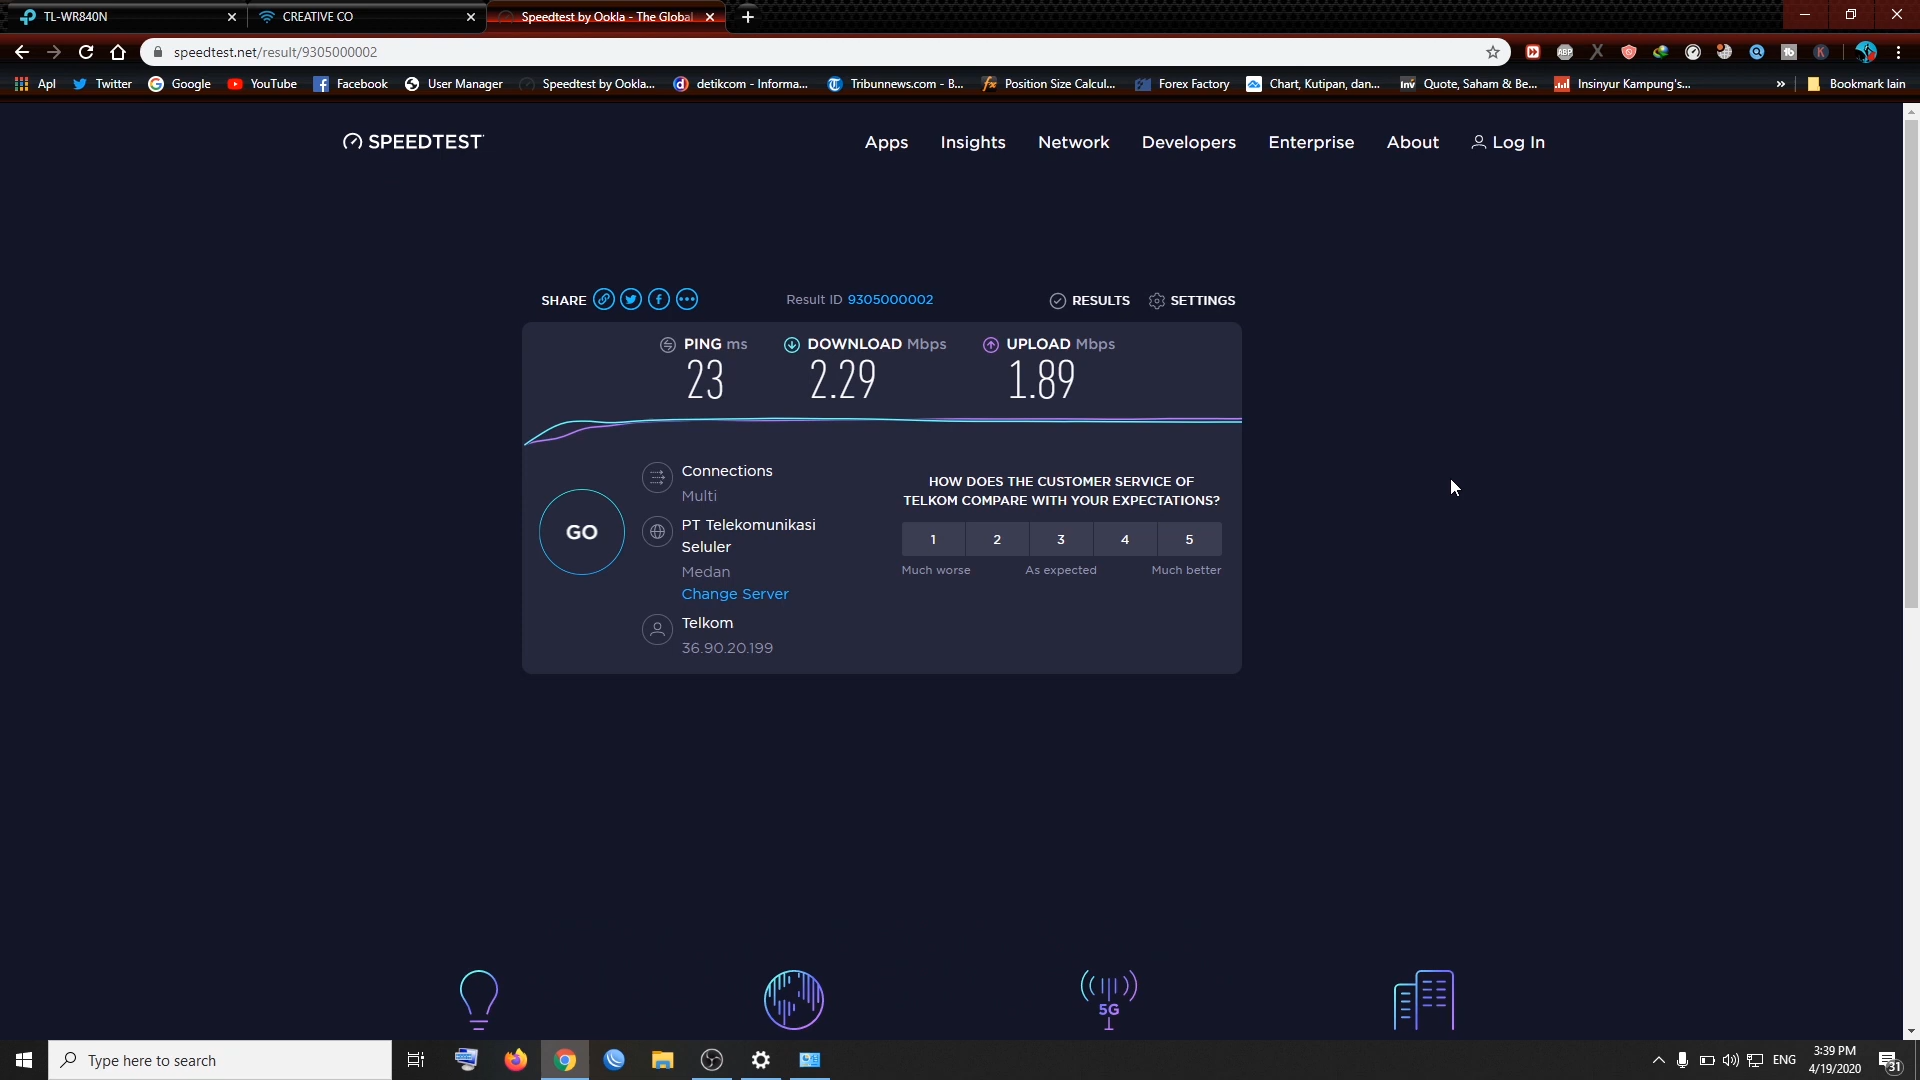 TL-WR840N
CREATIVE CO
Speedtest by Ookla - The Global
speedtest.net/result/9305000002
ABP
Apl
Twitter
Google
YouTube
Facebook
User Manager
Speedtest by Ookla...
detikcom - Informa...
Tribunnews.com - B...
Position Size Calcul...
Forex Factory
Chart, Kutipan, dan...
Inv Quote, Saham & Be...
Insinyur Kampung's...
»
Bookmark lain
SPEEDTEST
Apps
Insights
Network
Developers
Enterprise
About
Log In
SHARE
Result ID 9305000002
RESULTS
SETTINGS
PING ms
DOWNLOAD Mbps
UPLOAD Mbps
23
2.29
1.89
GO
Connections
Multi
PT Telekomunikasi
Seluler
Medan
Change Server
Telkom
36.90.20.199
HOW DOES THE CUSTOMER SERVICE OF
TELKOM COMPARE WITH YOUR EXPECTATIONS?
1 2 3 4 5
Much worse As expected Much better
5G
Type here to search
ENG
3:39 PM
4/19/2020
31